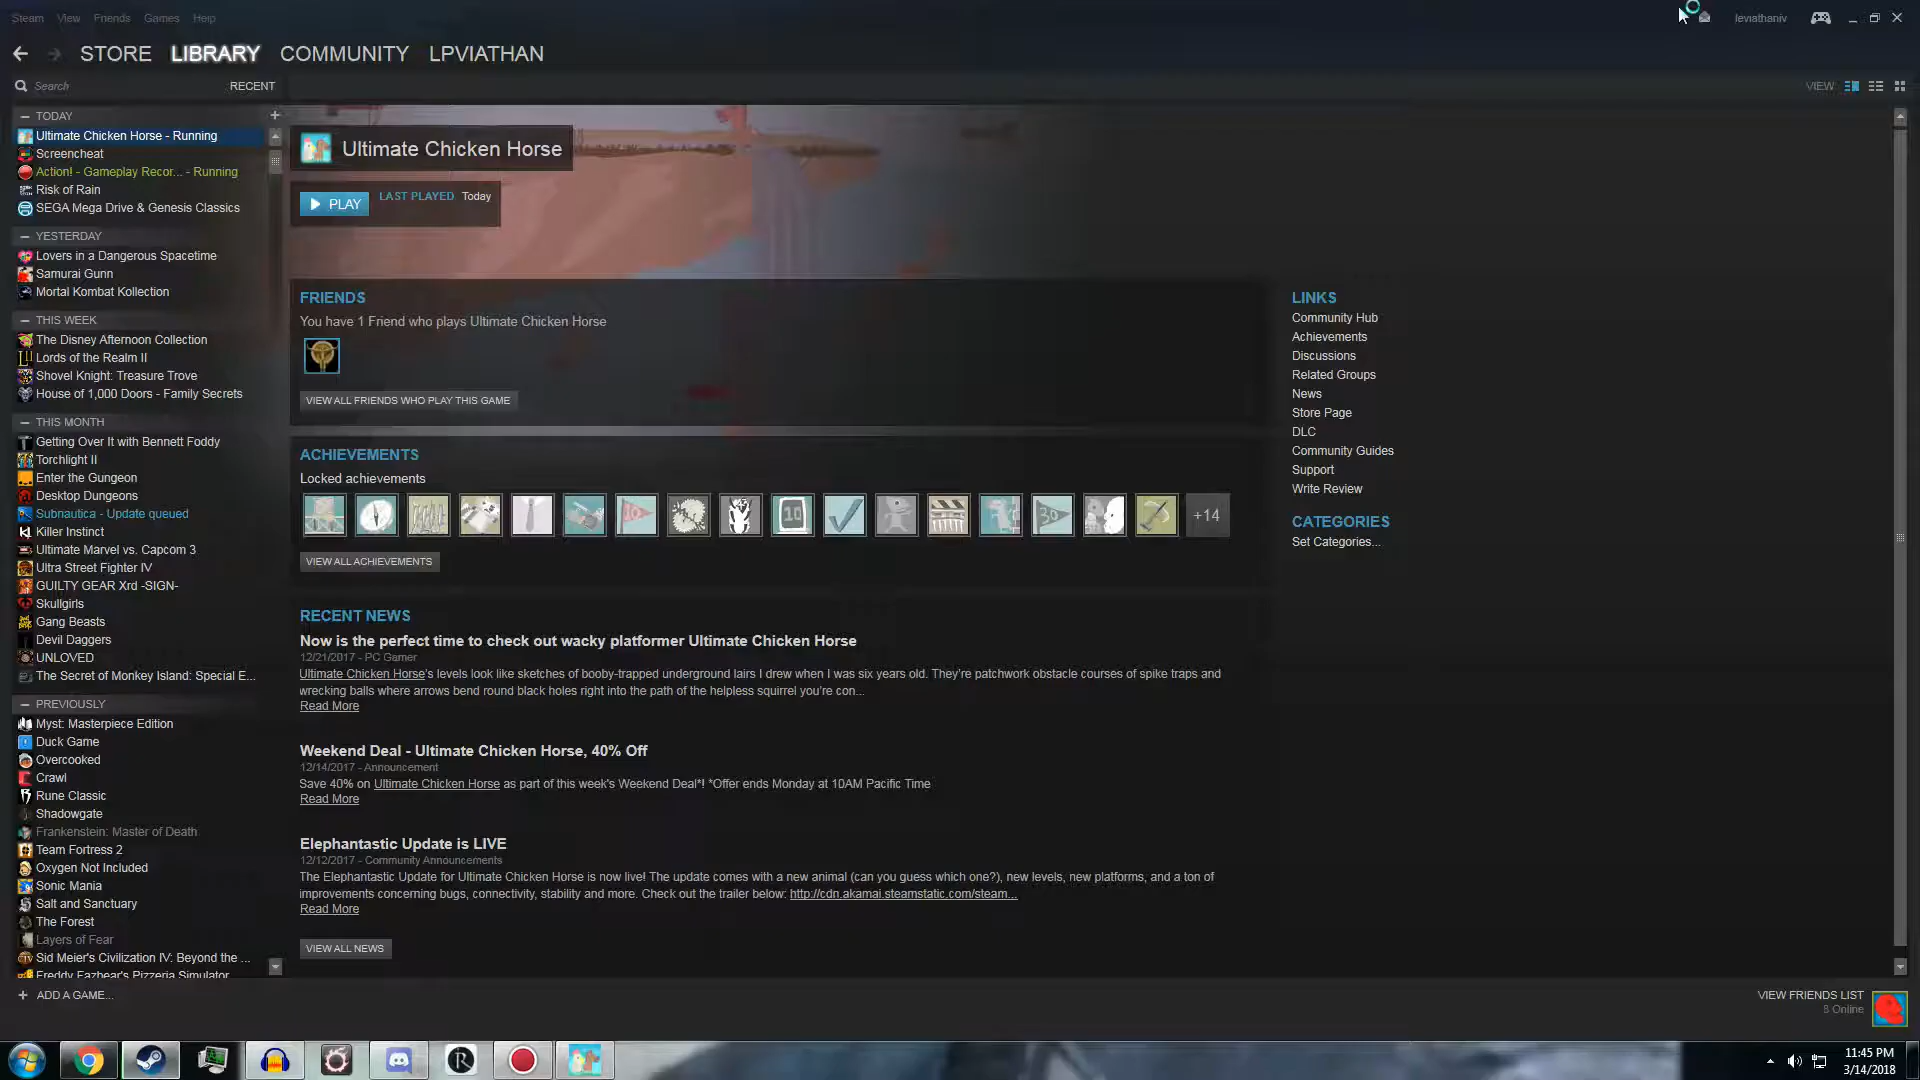 Steam View Friends Games Help
leviathaniv
STORE LIBRARY COMMUNITY LPVIATHAN
Search RECENT
VIEW
TODAY
Ultimate Chicken Horse - Running
Screencheat
Action! - Gameplay Recor... - Running
Risk of Rain
SEGA Mega Drive & Genesis Classics
YESTERDAY
Lovers in a Dangerous Spacetime
Samurai Gunn
Mortal Kombat Kollection
THIS WEEK
The Disney Afternoon Collection
Lords of the Realm II
Shovel Knight: Treasure Trove
House of 1,000 Doors - Family Secrets
THIS MONTH
Getting Over It with Bennett Foddy
Torchlight II
Enter the Gungeon
Desktop Dungeons
Subnautica - Update queued
Killer Instinct
Ultimate Marvel vs. Capcom 3
Ultra Street Fighter IV
GUILTY GEAR Xrd -SIGN-
Skullgirls
Gang Beasts
Devil Daggers
UNLOVED
The Secret of Monkey Island: Special E...
PREVIOUSLY
Myst: Masterpiece Edition
Duck Game
Overcooked
Crawl
Rune Classic
Shadowgate
Frankenstein: Master of Death
Team Fortress 2
Oxygen Not Included
Sonic Mania
Salt and Sanctuary
The Forest
Layers of Fear
Sid Meier's Civilization IV: Beyond the ...
Freddy Fazbear's Pizzeria Simulator
ADD A GAME...
Ultimate Chicken Horse
PLAY LAST PLAYED Today
FRIENDS
You have 1 Friend who plays Ultimate Chicken Horse
VIEW ALL FRIENDS WHO PLAY THIS GAME
ACHIEVEMENTS
Locked achievements
10 10 30 +14
VIEW ALL ACHIEVEMENTS
RECENT NEWS
Now is the perfect time to check out wacky platformer Ultimate Chicken Horse
12/21/2017 - PC Gamer
Ultimate Chicken Horse's levels look like sketches of booby-trapped underground lairs I drew when I was six years old. They're patchwork obstacle courses of spike traps and
wrecking balls where arrows bend round black holes right into the path of the helpless squirrel you're con...
Read More
Weekend Deal - Ultimate Chicken Horse, 40% Off
12/14/2017 - Announcement
Save 40% on Ultimate Chicken Horse as part of this week's Weekend Deal*! *Offer ends Monday at 10AM Pacific Time
Read More
Elephantastic Update is LIVE
12/12/2017 - Community Announcements
The Elephantastic Update for Ultimate Chicken Horse is now live! The update comes with a new animal (can you guess which one?), new levels, new platforms, and a ton of
improvements concerning bugs, connectivity, stability and more. Check out the trailer below: http://cdn.akamai.steamstatic.com/steam...
Read More
VIEW ALL NEWS
LINKS
Community Hub
Achievements
Discussions
Related Groups
News
Store Page
DLC
Community Guides
Support
Write Review
CATEGORIES
Set Categories...
VIEW FRIENDS LIST
8 Online
11:45 PM
3/14/2018